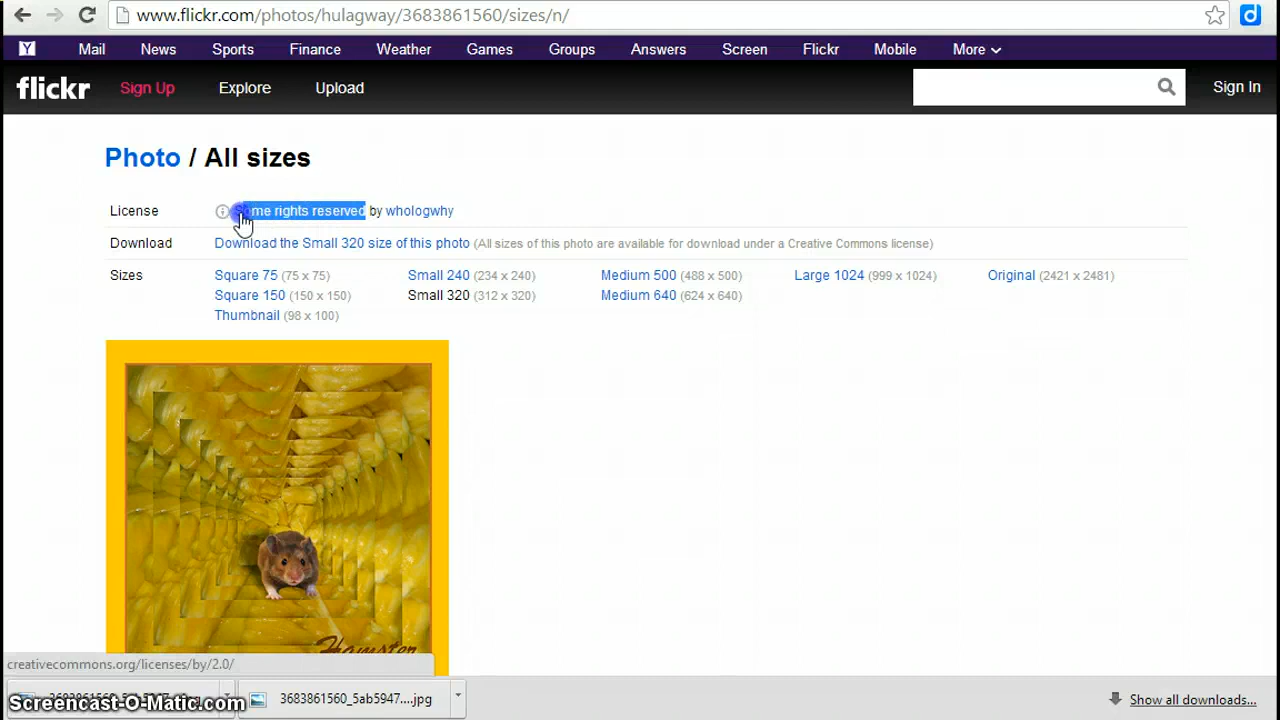 www.flickr.com/photos/hulagway/3683861560/sizes/n/
Y Mail News Sports Finance Weather Games Groups Answers Screen Flickr Mobile More
flickr Sign Up Explore Upload Sign In
Photo / All sizes
License Some rights reserved by whologwhy
Download Download the Small 320 size of this photo (All sizes of this photo are available for download under a Creative Commons license)
Sizes Square 75 (75 x 75) Small 240 (234 x 240) Medium 500 (488 x 500) Large 1024 (999 x 1024) Original (2421 x 2481)
Square 150 (150 x 150) Small 320 (312 x 320) Medium 640 (624 x 640)
Thumbnail (98 x 100)
Hamster
creativecommons.org/licenses/by/2.0/
3683861560_5ab5947....jpg Show all downloads...
Screencast-O-Matic.com